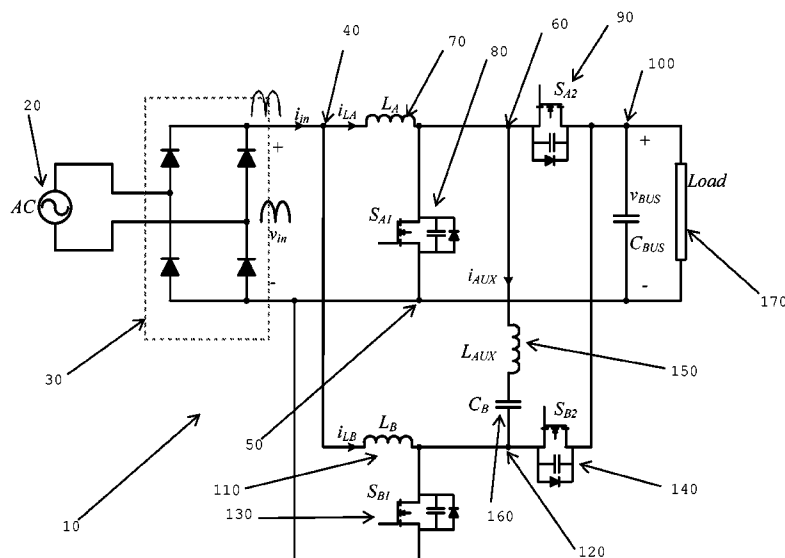 40
70
60
90
80
100
20
i_in
i_LA
L_A
S_A2
+
+
Load
AC
S_A1
v_BUS
v_in
C_BUS
i_AUX
-
-
170
30
L_AUX
150
50
C_B
S_B2
i_LB
L_B
110
140
S_B1
160
10
130
120